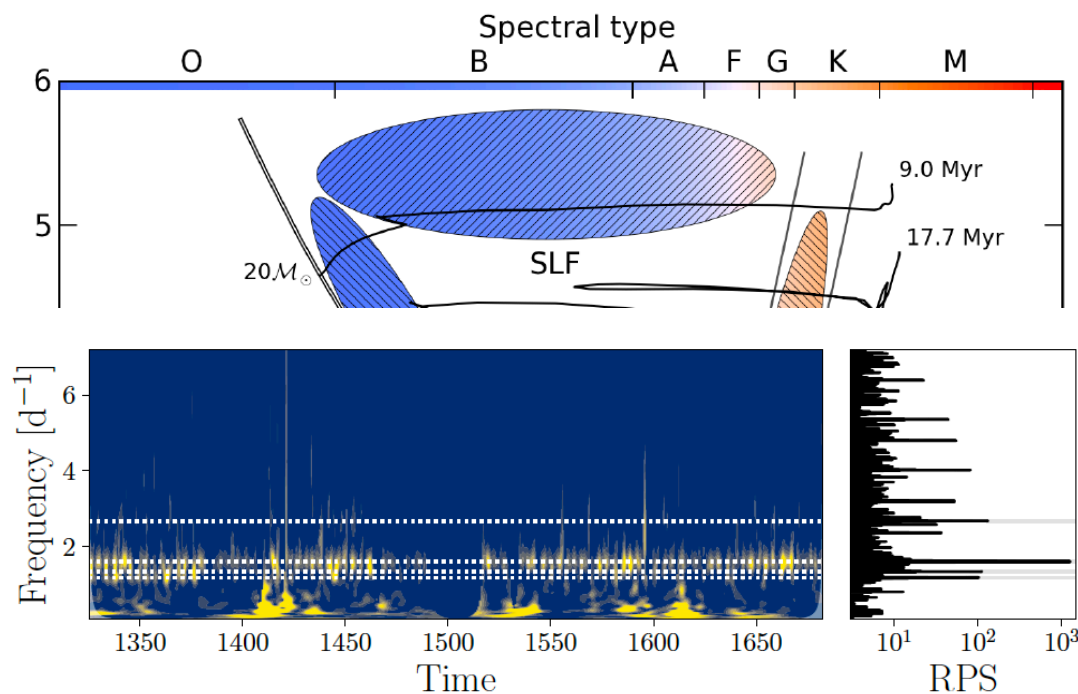 Spectral type
O B A F G K M
6
9.0 Myr
5
17.7 Myr
SLF
20ℳ☉
Frequency [d⁻¹]
6
4
2
1350 1400 1450 1500 1550 1600 1650
Time
10¹ 10² 10³
RPS